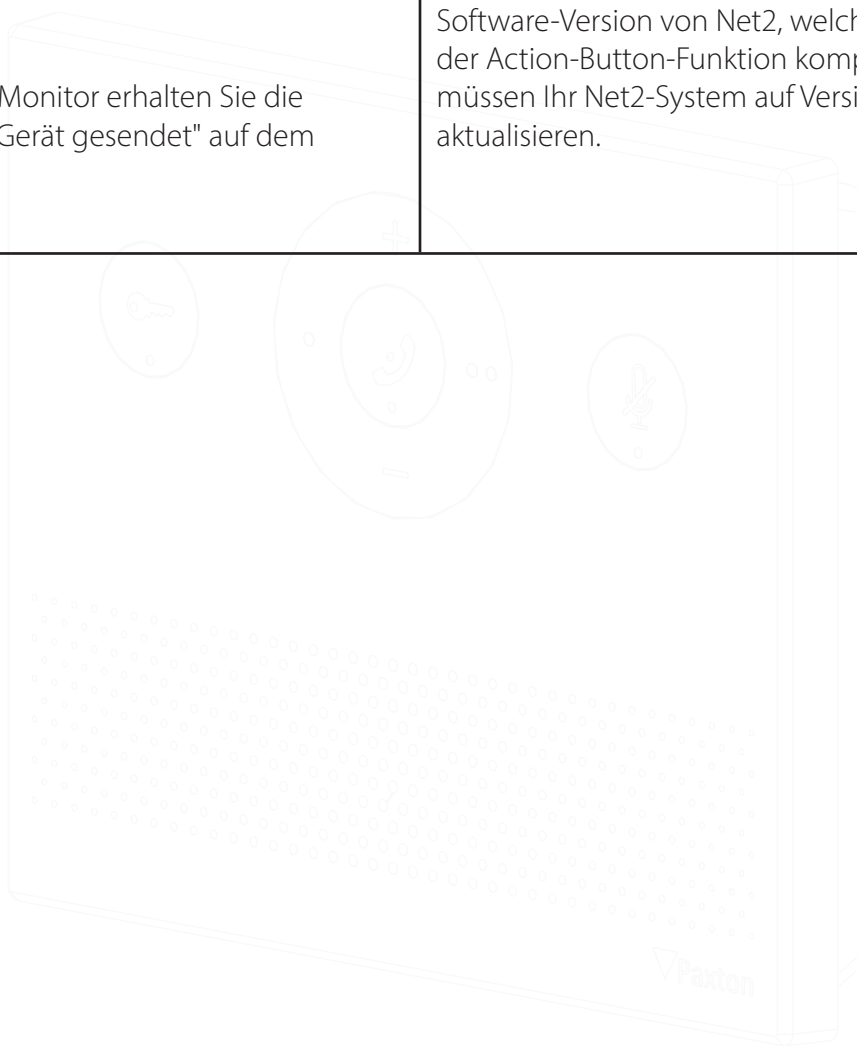 Monitor erhalten Sie die
Gerät gesendet" auf dem
Software-Version von Net2, welch
der Action-Button-Funktion komp
müssen Ihr Net2-System auf Versi
aktualisieren.
Paxton